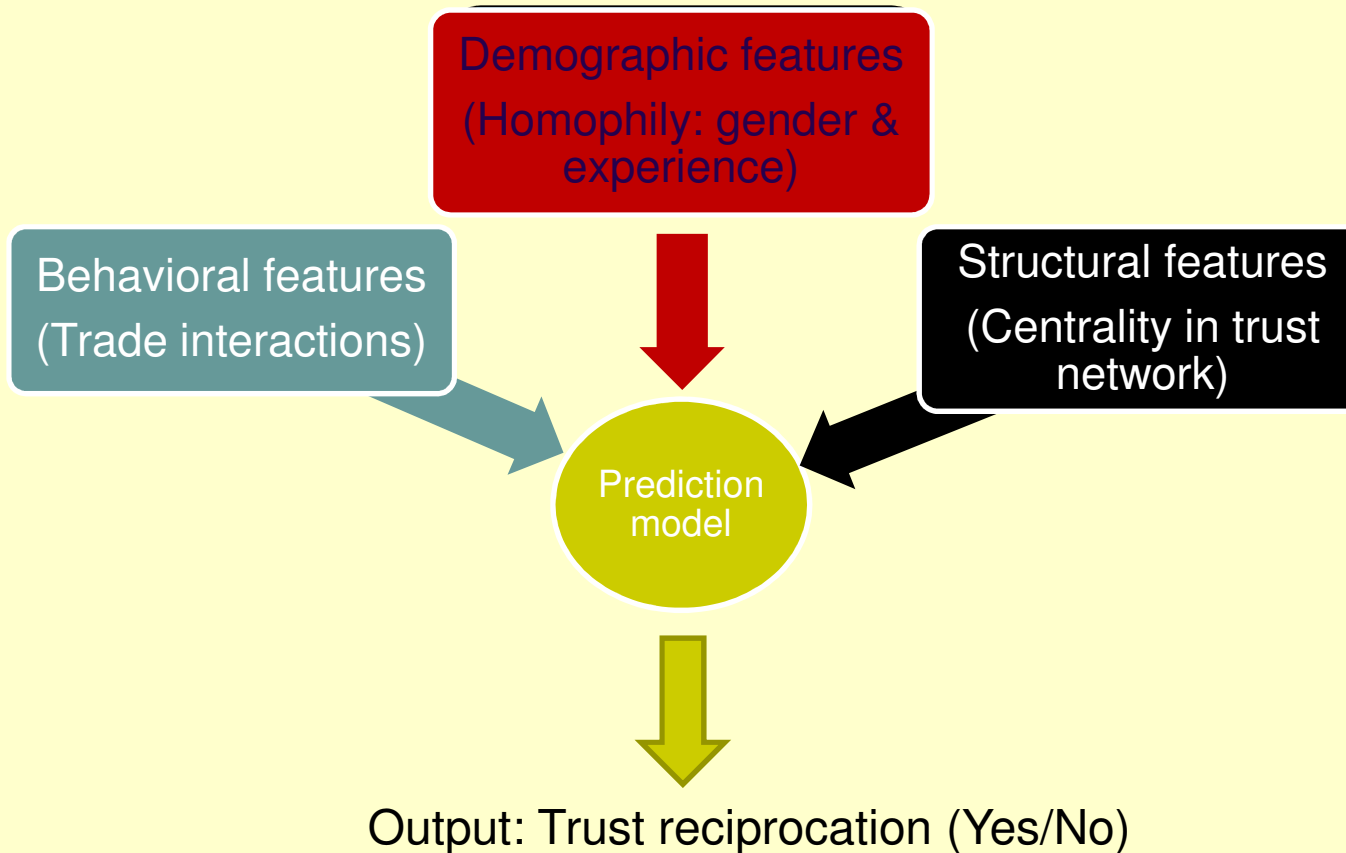 Demographic features
(Homophily: gender &
experience)
Behavioral features
(Trade interactions)
Structural features
(Centrality in trust
network)
Prediction
model
Output: Trust reciprocation (Yes/No)